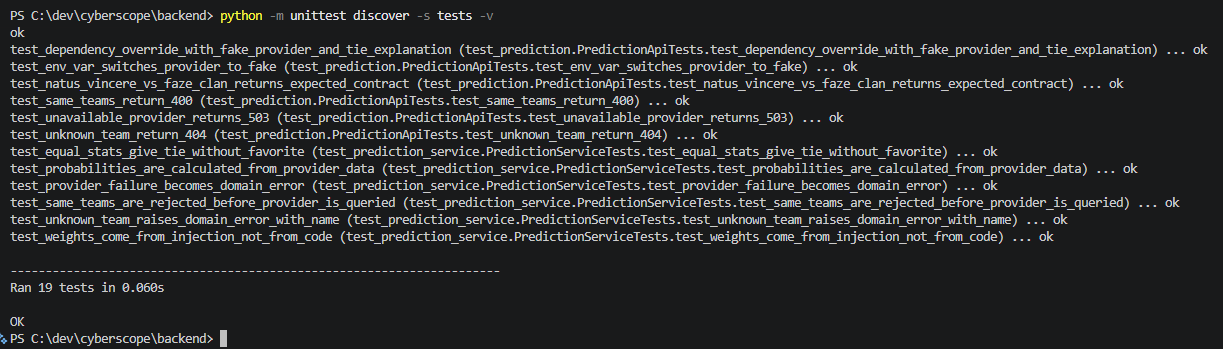 PS C:\dev\cyberscope\backend> python -m unittest discover -s tests -v
ok
test_dependency_override_with_fake_provider_and_tie_explanation (test_prediction.PredictionApiTests.test_dependency_override_with_fake_provider_and_tie_explanation) ... ok
test_env_var_switches_provider_to_fake (test_prediction.PredictionApiTests.test_env_var_switches_provider_to_fake) ... ok
test_natus_vincere_vs_faze_clan_returns_expected_contract (test_prediction.PredictionApiTests.test_natus_vincere_vs_faze_clan_returns_expected_contract) ... ok
test_same_teams_return_400 (test_prediction.PredictionApiTests.test_same_teams_return_400) ... ok
test_unavailable_provider_returns_503 (test_prediction.PredictionApiTests.test_unavailable_provider_returns_503) ... ok
test_unknown_team_return_404 (test_prediction.PredictionApiTests.test_unknown_team_return_404) ... ok
test_equal_stats_give_tie_without_favorite (test_prediction_service.PredictionServiceTests.test_equal_stats_give_tie_without_favorite) ... ok
test_probabilities_are_calculated_from_provider_data (test_prediction_service.PredictionServiceTests.test_probabilities_are_calculated_from_provider_data) ... ok
test_provider_failure_becomes_domain_error (test_prediction_service.PredictionServiceTests.test_provider_failure_becomes_domain_error) ... ok
test_same_teams_are_rejected_before_provider_is_queried (test_prediction_service.PredictionServiceTests.test_same_teams_are_rejected_before_provider_is_queried) ... ok
test_unknown_team_raises_domain_error_with_name (test_prediction_service.PredictionServiceTests.test_unknown_team_raises_domain_error_with_name) ... ok
test_weights_come_from_injection_not_from_code (test_prediction_service.PredictionServiceTests.test_weights_come_from_injection_not_from_code) ... ok
----------------------------------------------------------------------
Ran 19 tests in 0.060s
OK
PS C:\dev\cyberscope\backend>